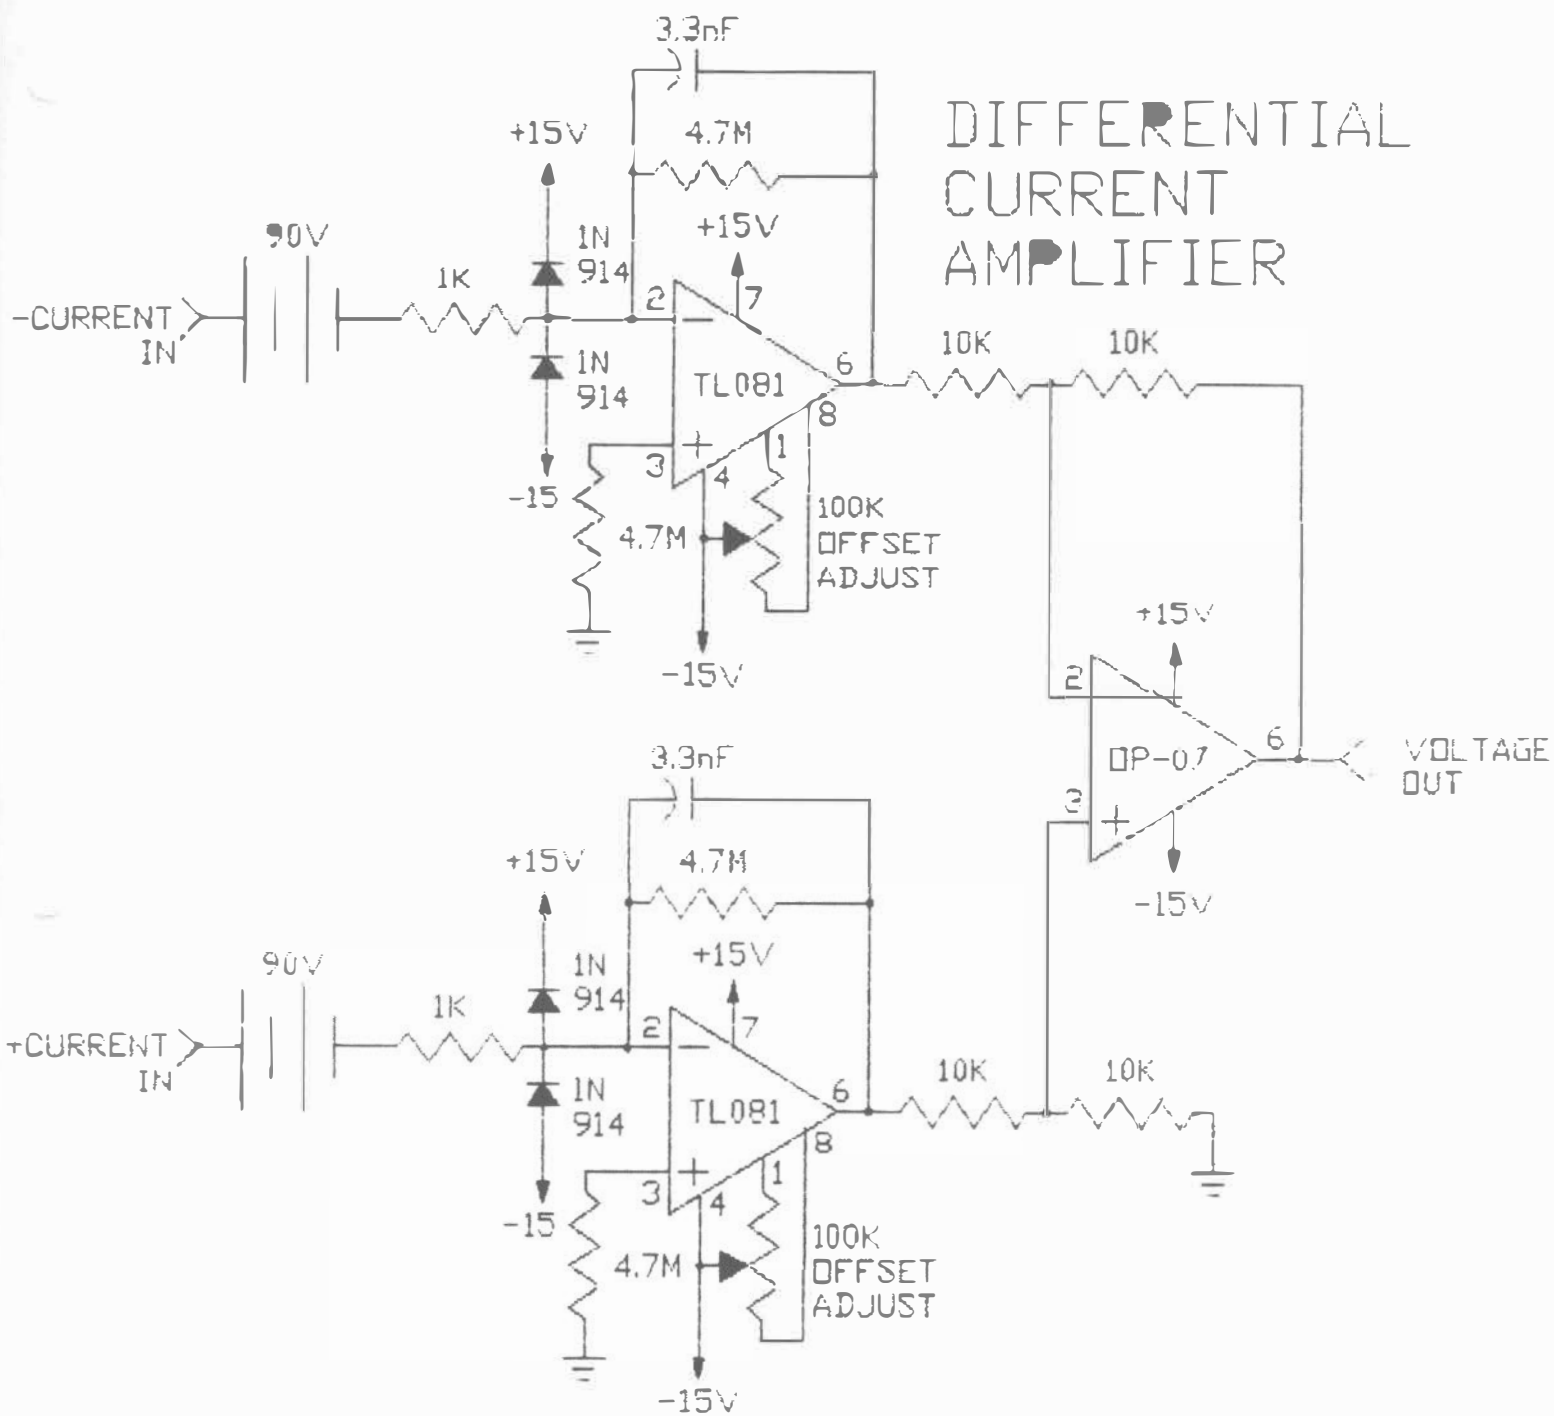 DIFFERENTIAL
CURRENT
AMPLIFIER
3.3nF
4.7M
+15V
+15V
90V
1N
914
1K
-CURRENT
IN
2
7
1N
914
TL081
6
8
10K
10K
3
4
1
-15
4.7M
100K
OFFSET
ADJUST
-15V
+15V
2
OP-07
6
3
VOLTAGE
OUT
-15V
3.3nF
4.7M
+15V
+15V
90V
1N
914
1K
+CURRENT
IN
2
7
1N
914
TL081
6
8
10K
10K
3
4
1
-15
4.7M
100K
OFFSET
ADJUST
-15V